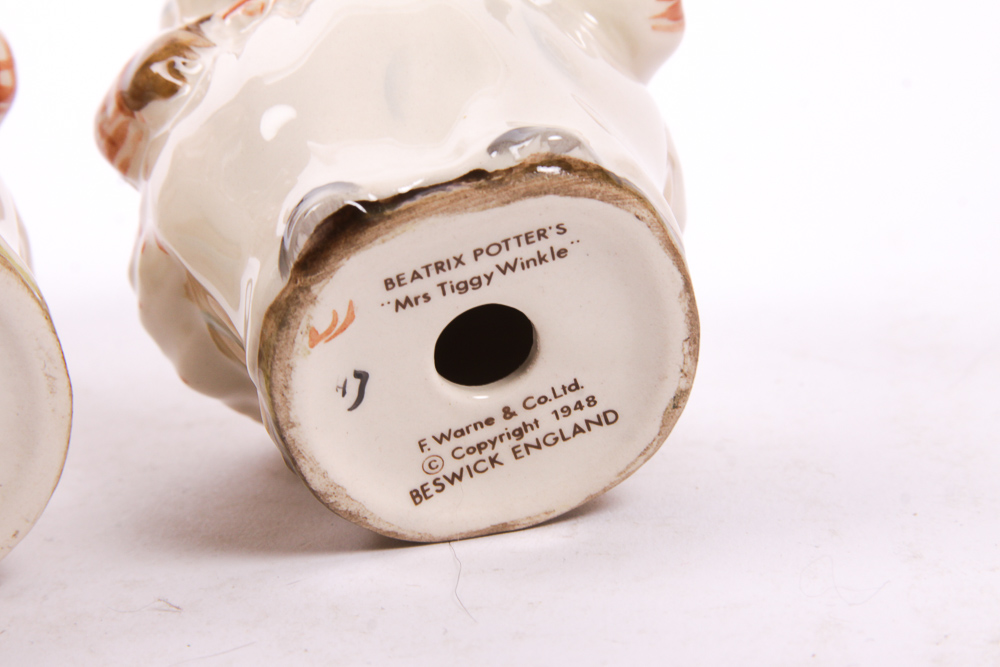 BEATRIX POTTER'S
"Mrs Tiggy Winkle"
F. Warne & Co. Ltd.
© Copyright 1948
BESWICK ENGLAND